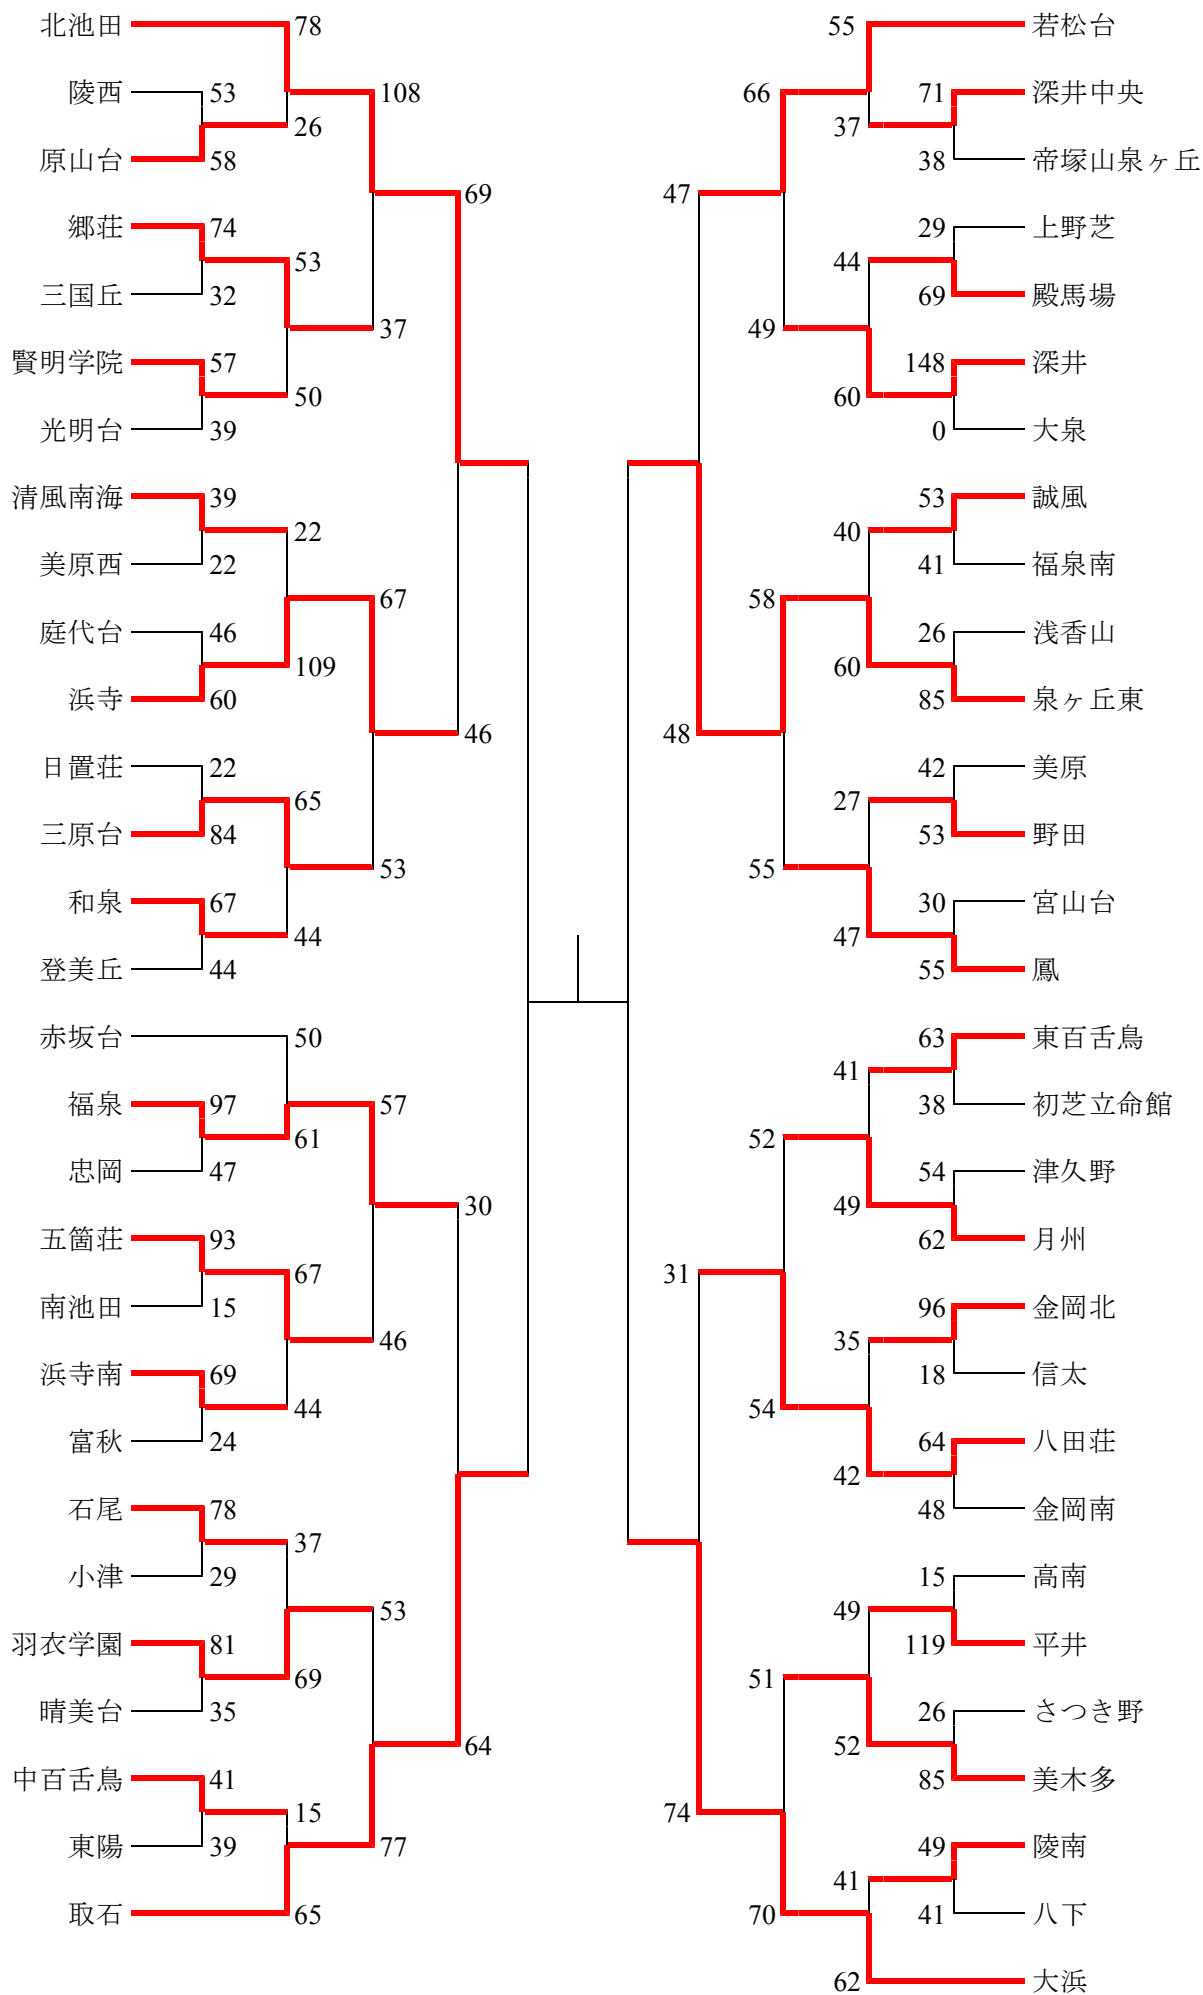 北池田 78 55 若松台
陵西 53 108 66 71 深井中央
26 37
原山台 58 38 帝塚山泉ヶ丘
69 47
郷荘 74 29 上野芝
53 44
三国丘 32 69 殿馬場
37 49
賢明学院 57 148 深井
50 60
光明台 39 0 大泉
清風南海 39 53 誠風
22 40
美原西 22 41 福泉南
67 58
庭代台 46 26 浅香山
109 60
浜寺 60 85 泉ヶ丘東
46 48
日置荘 22 42 美原
65 27
三原台 84 53 野田
53 55
和泉 67 30 宮山台
44 47
登美丘 44 55 鳳
赤坂台 50 63 東百舌鳥
41
福泉 97 57 38 初芝立命館
61 52
忠岡 47 54 津久野
30 49
五箇荘 93 62 月州
67 31
南池田 15 96 金岡北
46 35
浜寺南 69 18 信太
44 54
富秋 24 64 八田荘
42
石尾 78 48 金岡南
37
小津 29 15 高南
53 49
羽衣学園 81 119 平井
69 51
晴美台 35 26 さつき野
64 52
中百舌鳥 41 85 美木多
15 74
東陽 39 77 49 陵南
41
取石 65 70 41 八下
62 大浜